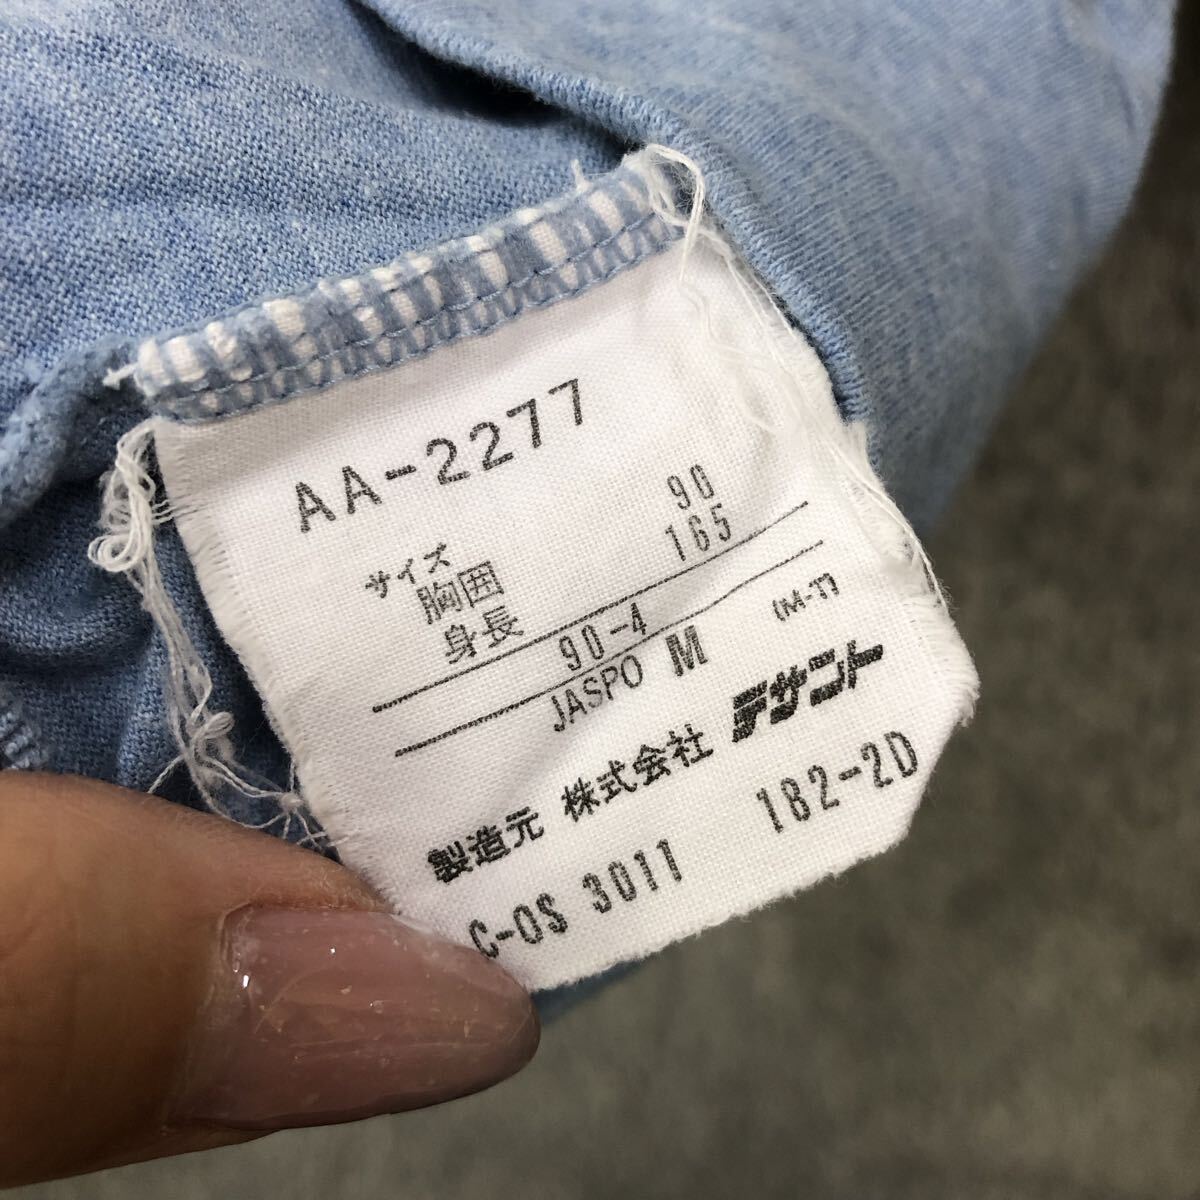 AA-2277
サイズ
胸囲 90
身長 165
90-4
JASPO M (M-T)
製造元 株式会社 デサント
C-OS 3011 182-2D